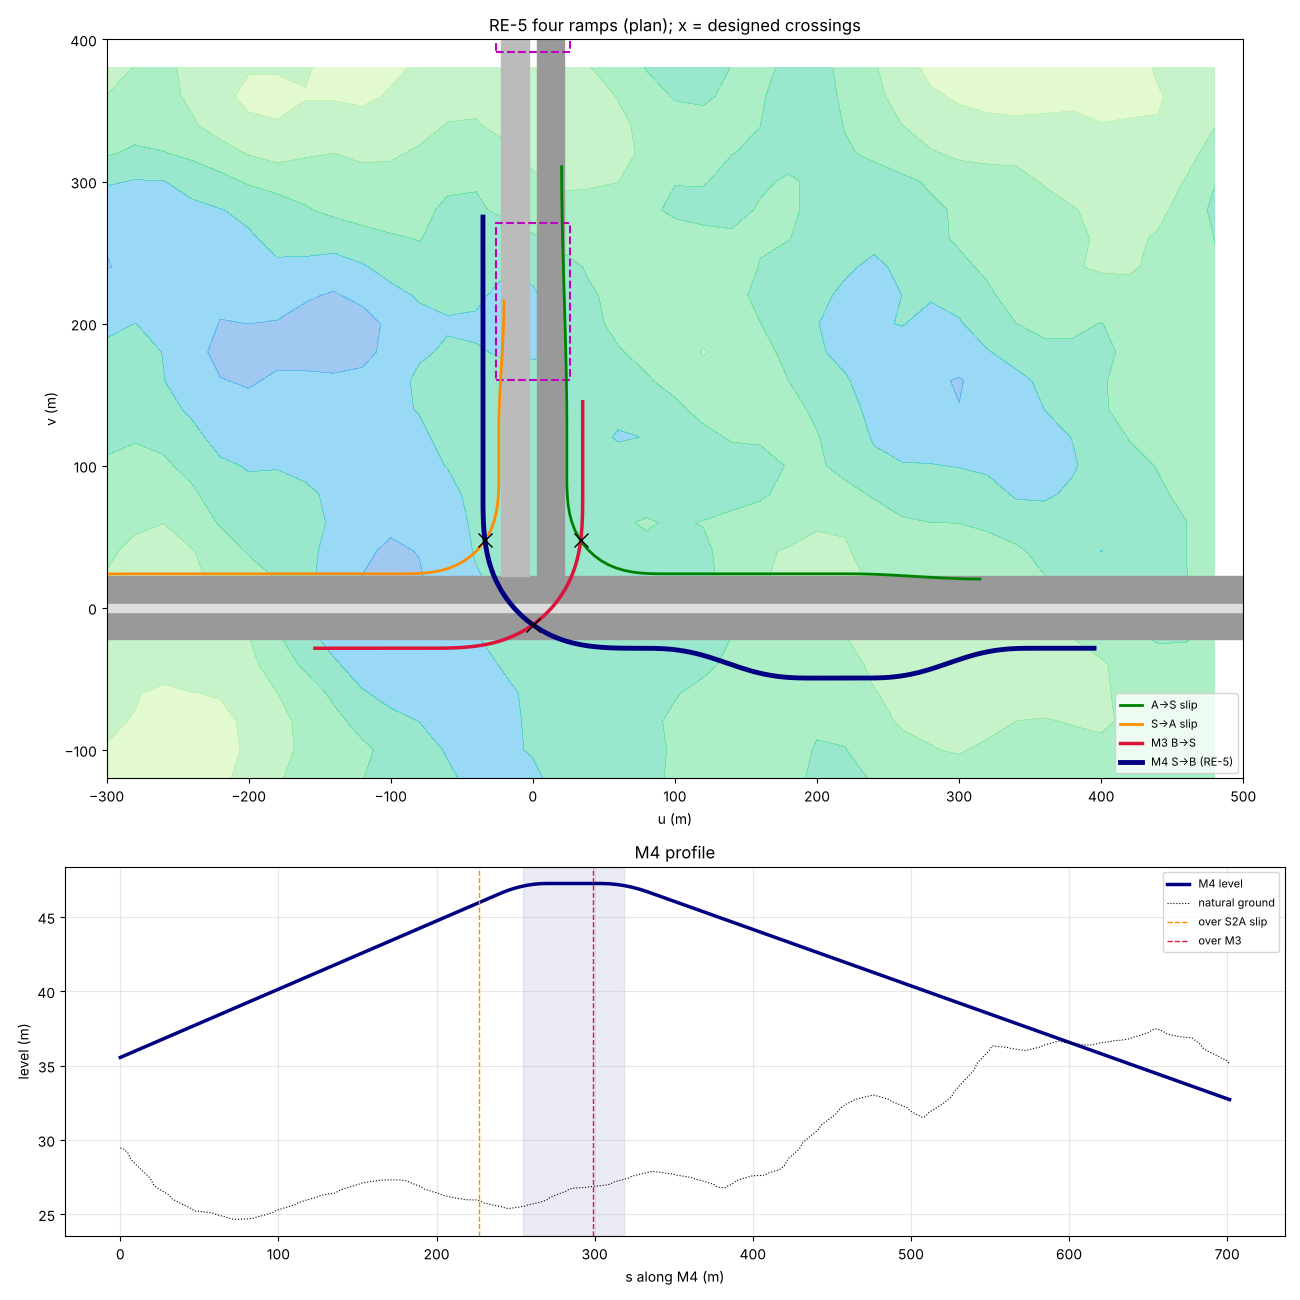 RE-5 four ramps (plan); x = designed crossings
400
300
200
100
0
−100
v (m)
−300
−200
−100
0
100
200
300
400
500
u (m)
A→S slip
S→A slip
M3 B→S
M4 S→B (RE-5)
M4 profile
45
40
35
30
25
level (m)
0
100
200
300
400
500
600
700
s along M4 (m)
M4 level
natural ground
over S2A slip
over M3